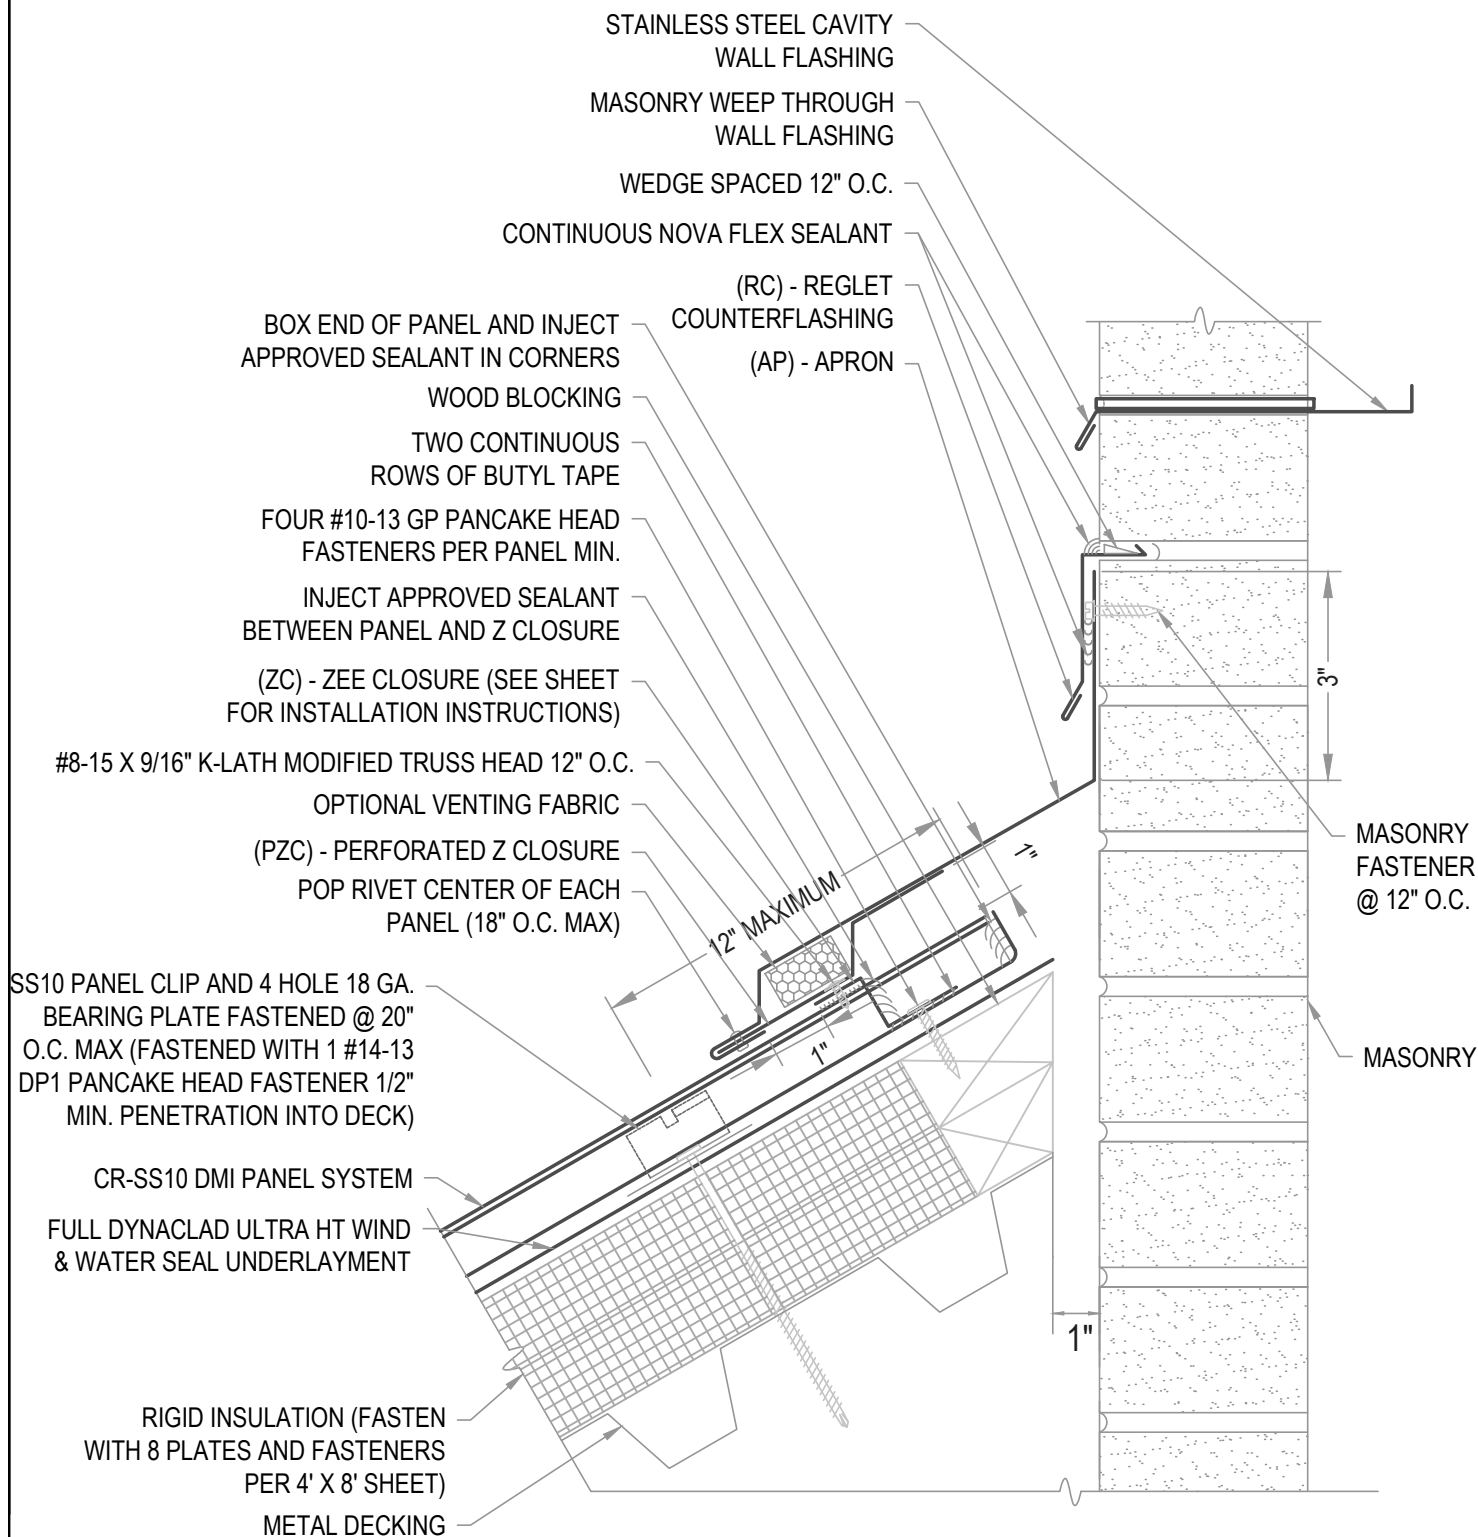 STAINLESS STEEL CAVITY
WALL FLASHING
MASONRY WEEP THROUGH
WALL FLASHING
WEDGE SPACED 12" O.C.
CONTINUOUS NOVA FLEX SEALANT
(RC) - REGLET
COUNTERFLASHING
(AP) - APRON
BOX END OF PANEL AND INJECT
APPROVED SEALANT IN CORNERS
WOOD BLOCKING
TWO CONTINUOUS
ROWS OF BUTYL TAPE
FOUR #10-13 GP PANCAKE HEAD
FASTENERS PER PANEL MIN.
INJECT APPROVED SEALANT
BETWEEN PANEL AND Z CLOSURE
(ZC) - ZEE CLOSURE (SEE SHEET
FOR INSTALLATION INSTRUCTIONS)
#8-15 X 9/16" K-LATH MODIFIED TRUSS HEAD 12" O.C.
OPTIONAL VENTING FABRIC
(PZC) - PERFORATED Z CLOSURE
POP RIVET CENTER OF EACH
PANEL (18" O.C. MAX)
SS10 PANEL CLIP AND 4 HOLE 18 GA.
BEARING PLATE FASTENED @ 20"
O.C. MAX (FASTENED WITH 1 #14-13
DP1 PANCAKE HEAD FASTENER 1/2"
MIN. PENETRATION INTO DECK)
CR-SS10 DMI PANEL SYSTEM
FULL DYNACLAD ULTRA HT WIND
& WATER SEAL UNDERLAYMENT
RIGID INSULATION (FASTEN
WITH 8 PLATES AND FASTENERS
PER 4' X 8' SHEET)
METAL DECKING
12" MAXIMUM
1"
1"
3"
1"
MASONRY
FASTENER
@ 12" O.C.
MASONRY